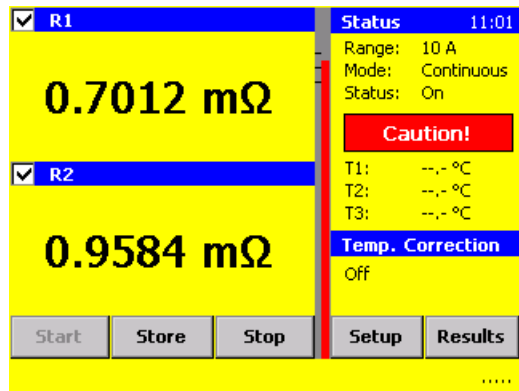 R1
0.7012 mΩ
R2
0.9584 mΩ
Start Store Stop
Status 11:01
Range: 10 A
Mode: Continuous
Status: On
Caution!
T1: --,- °C
T2: --,- °C
T3: --,- °C
Temp. Correction
Off
Setup Results
.....